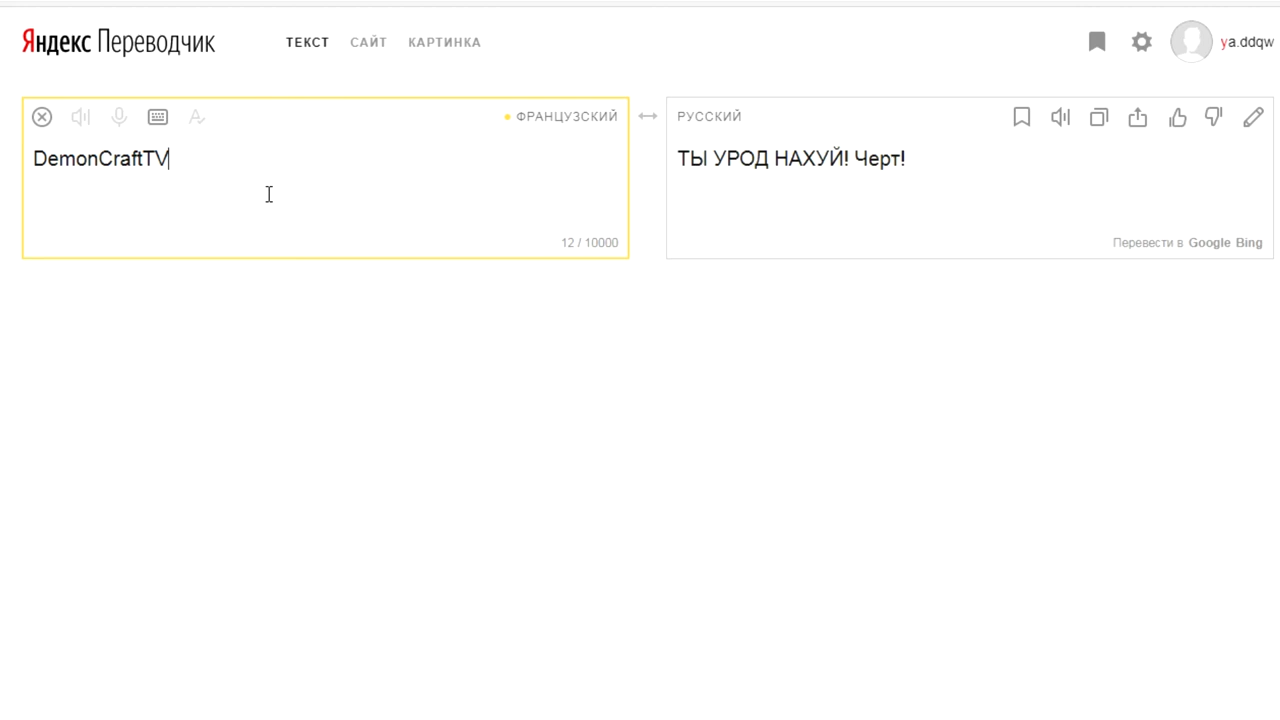 Яндекс Переводчик ТЕКСТ САЙТ КАРТИНКА ya.ddqw
ФРАНЦУЗСКИЙ
DemonCraftTV
12 / 10000
РУССКИЙ
ТЫ УРОД НАХУЙ! Черт!
Перевести в Google Bing